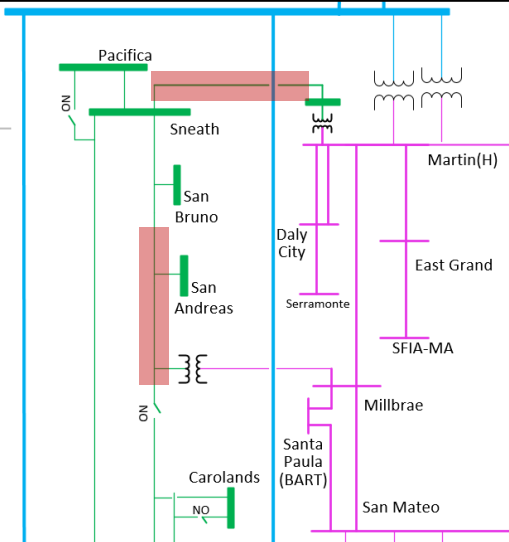 Pacifica
NO
Sneath
Martin(H)
San
Bruno
Daly
City
East Grand
San
Andreas
Serramonte
SFIA-MA
NO
Millbrae
Santa
Paula
(BART)
Carolands
NO
San Mateo